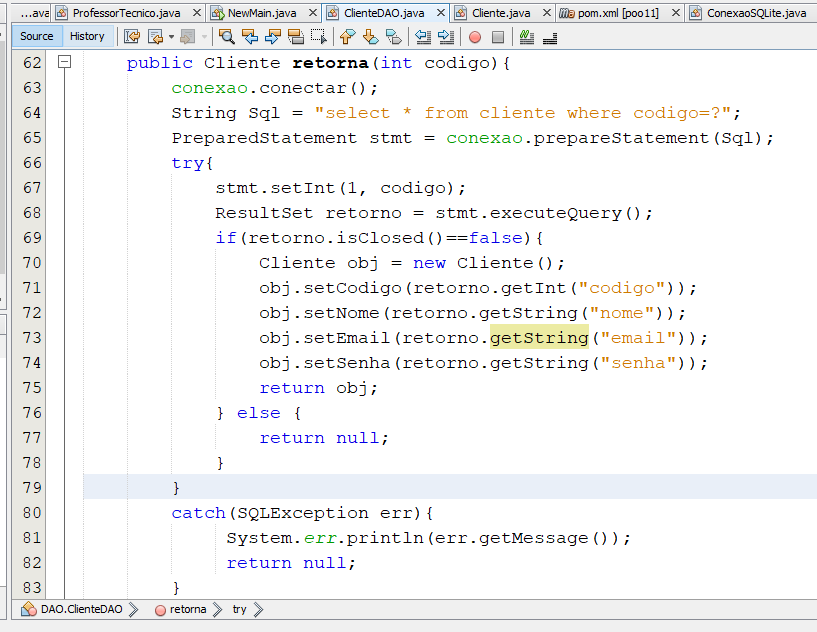 ...ava ProfessorTecnico.java NewMain.java ClienteDAO.java Cliente.java pom.xml [poo11] ConexaoSQLite.java
Source History
62 public Cliente retorna(int codigo){
63 conexao.conectar();
64 String Sql = "select * from cliente where codigo=?";
65 PreparedStatement stmt = conexao.prepareStatement(Sql);
66 try{
67 stmt.setInt(1, codigo);
68 ResultSet retorno = stmt.executeQuery();
69 if(retorno.isClosed()==false){
70 Cliente obj = new Cliente();
71 obj.setCodigo(retorno.getInt("codigo"));
72 obj.setNome(retorno.getString("nome"));
73 obj.setEmail(retorno.getString("email"));
74 obj.setSenha(retorno.getString("senha"));
75 return obj;
76 } else {
77 return null;
78 }
79 }
80 catch(SQLException err){
81 System.err.println(err.getMessage());
82 return null;
83 }
DAO.ClienteDAO retorna try